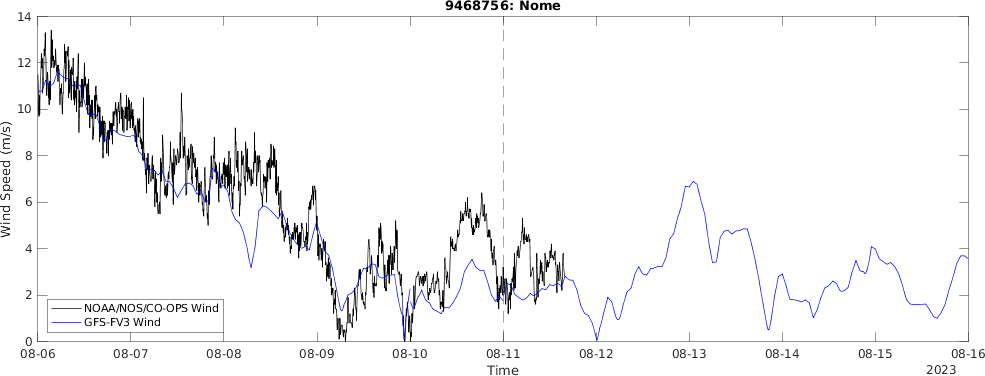 9468756: Nome
14
12
10
8
6
4
2
0
Wind Speed (m/s)
NOAA/NOS/CO-OPS Wind
GFS-FV3 Wind
08-06 08-07 08-08 08-09 08-10 08-11 08-12 08-13 08-14 08-15 08-16
Time
2023